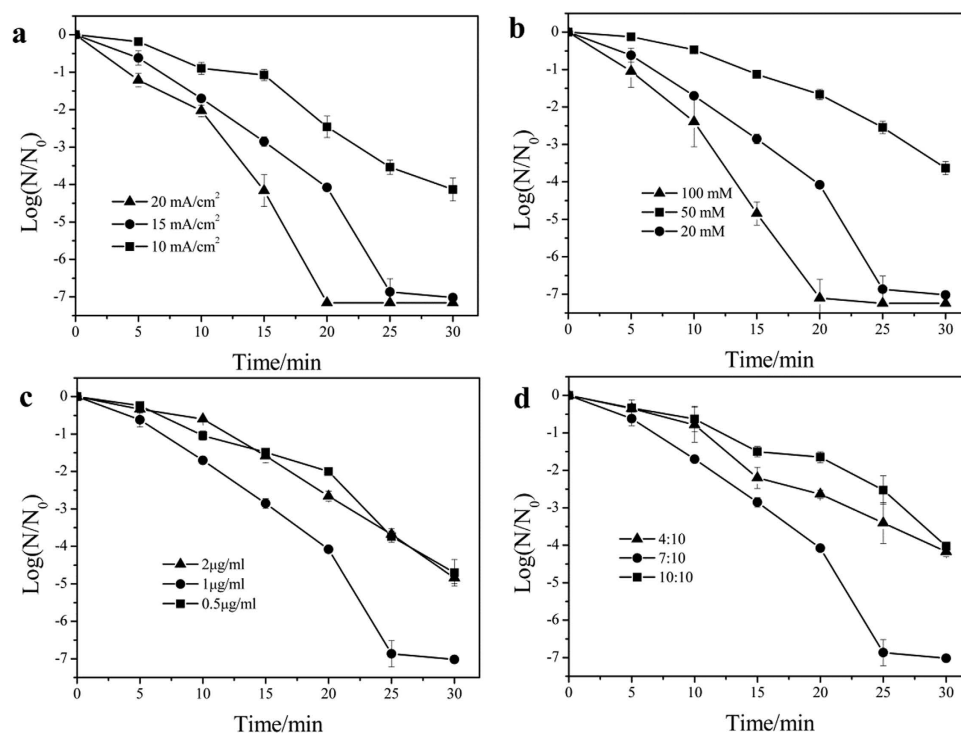 a
0
-1
-2
-3
-4
-5
-6
-7
Log(N/N₀)
20 mA/cm²
15 mA/cm²
10 mA/cm²
0 5 10 15 20 25 30
Time/min
b
0
-1
-2
-3
-4
-5
-6
-7
Log(N/N₀)
100 mM
50 mM
20 mM
0 5 10 15 20 25 30
Time/min
c
0
-1
-2
-3
-4
-5
-6
-7
Log(N/N₀)
2μg/ml
1μg/ml
0.5μg/ml
0 5 10 15 20 25 30
Time/min
d
0
-1
-2
-3
-4
-5
-6
-7
Log(N/N₀)
4:10
7:10
10:10
0 5 10 15 20 25 30
Time/min